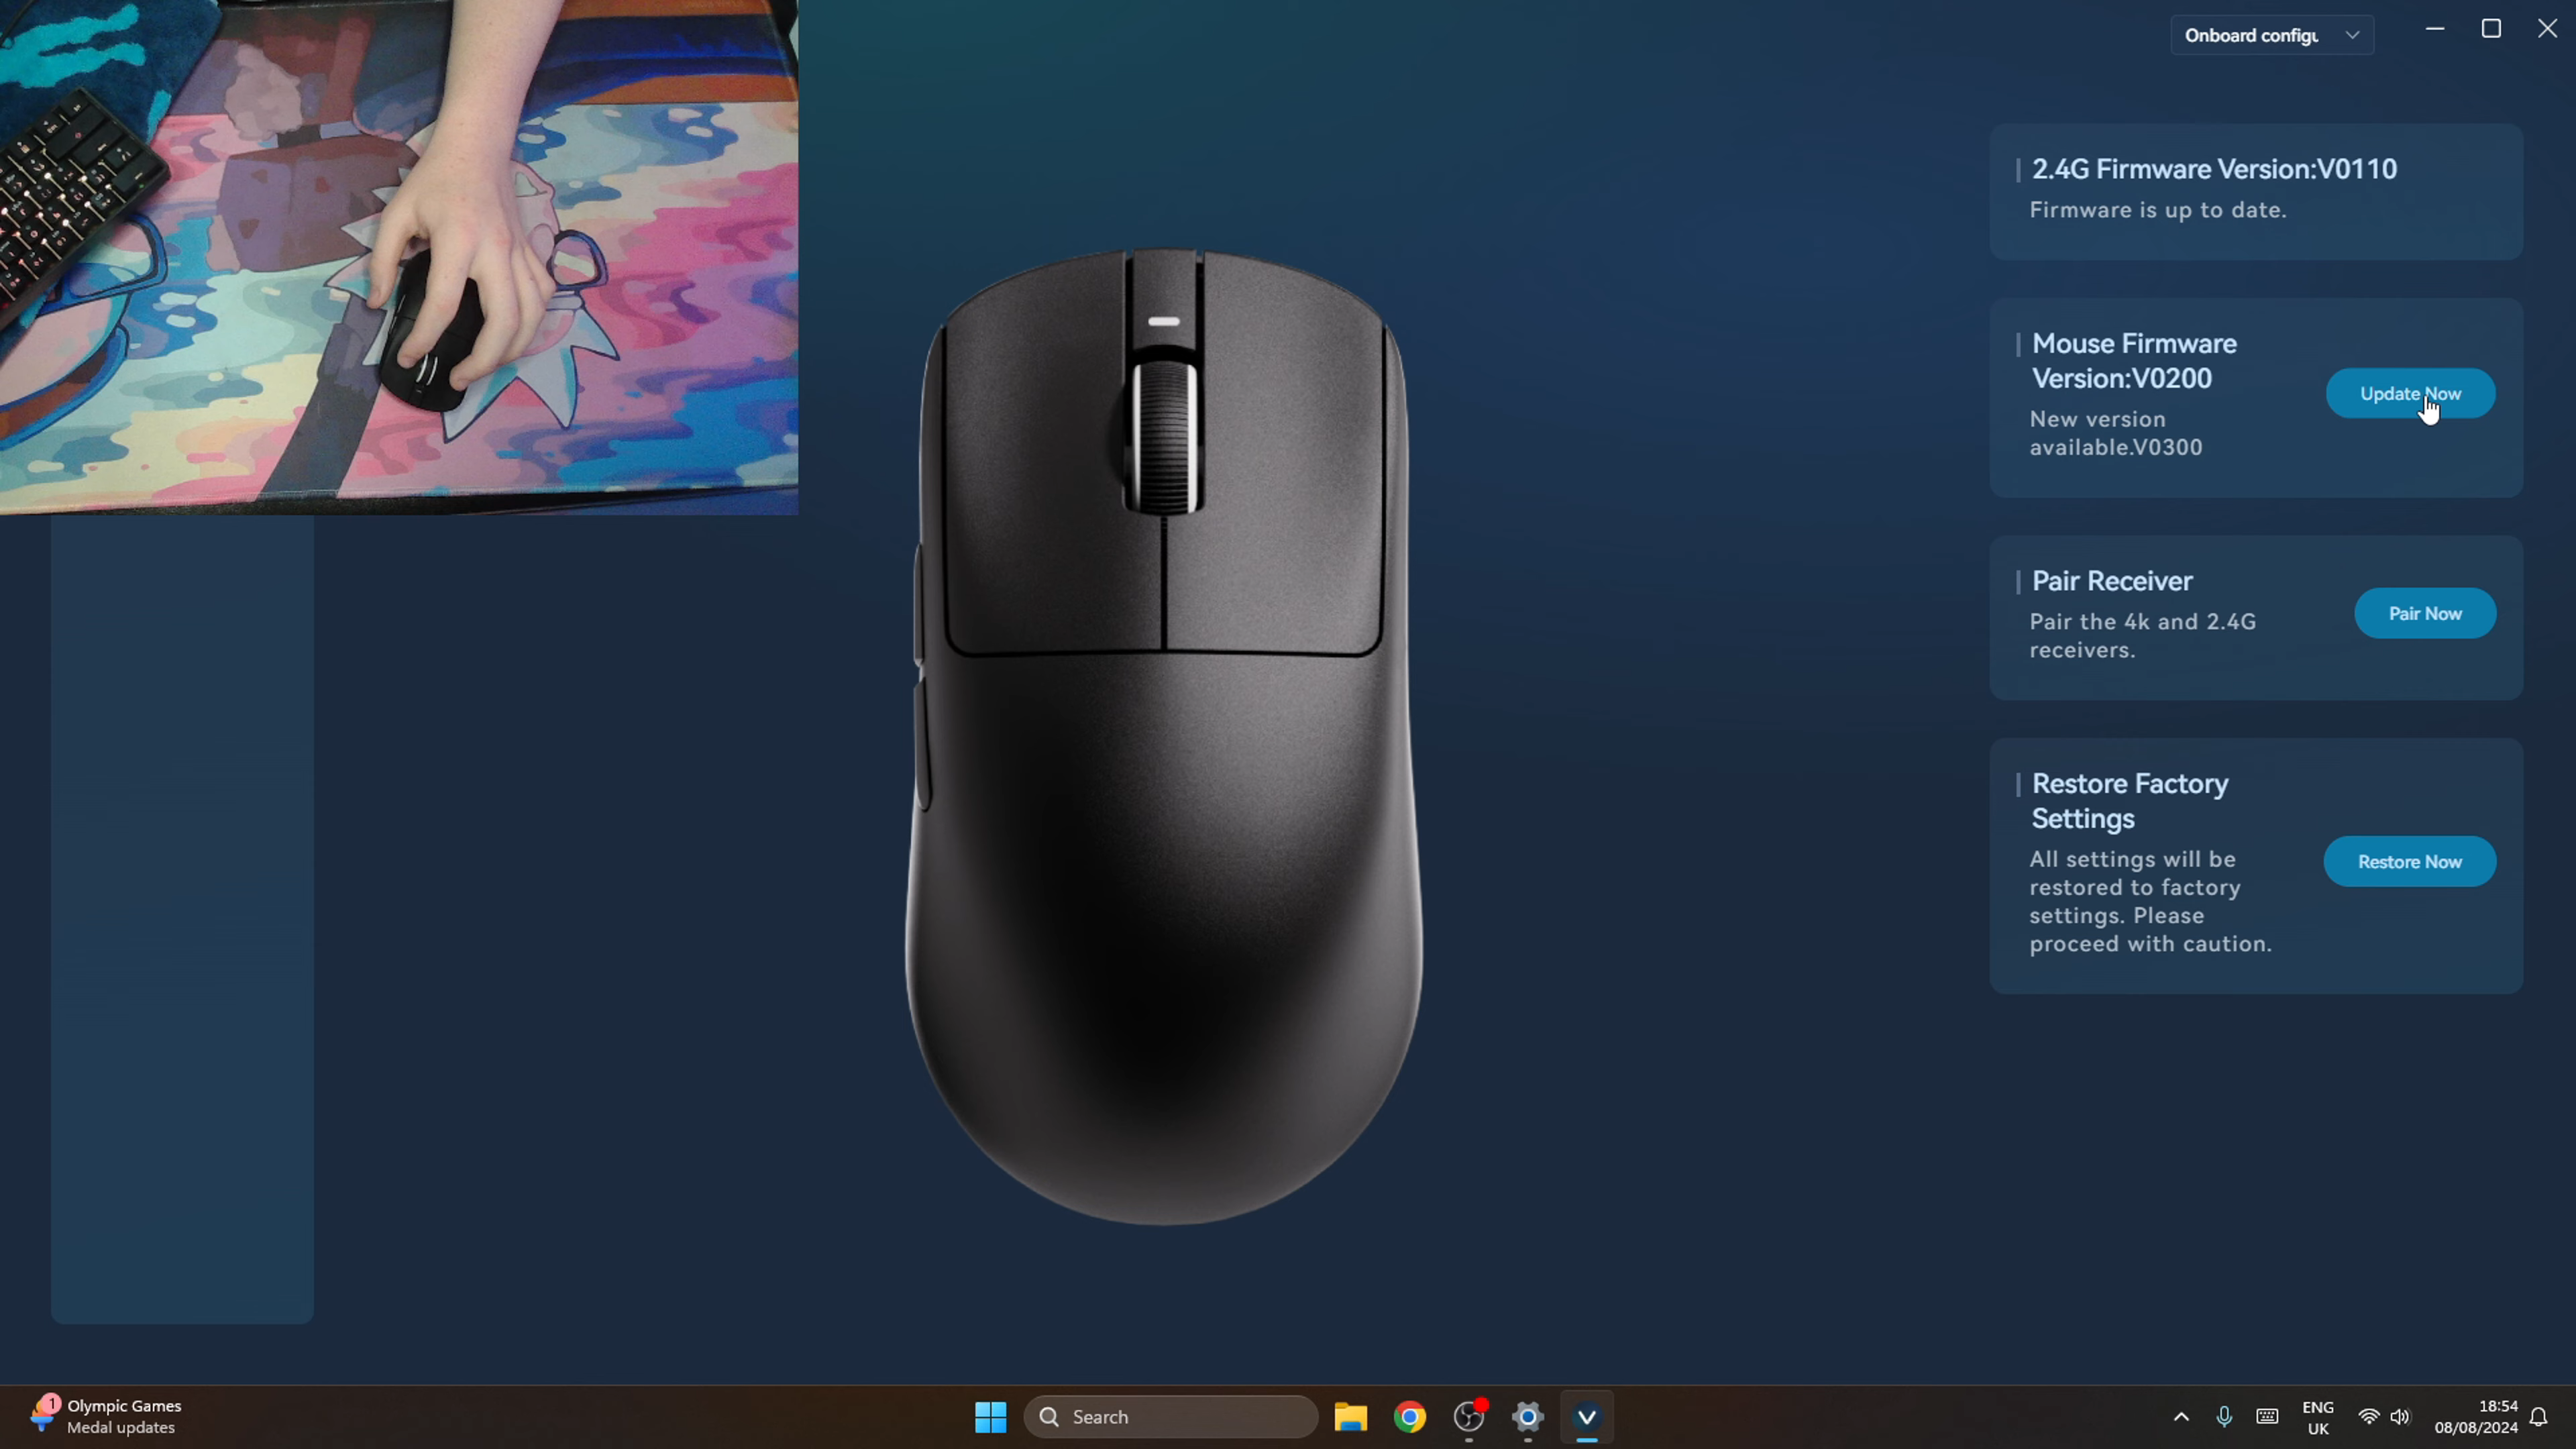 Onboard configu
2.4G Firmware Version:V0110
Firmware is up to date.
Mouse Firmware
Version:V0200
New version
available.V0300
Update Now
Pair Receiver
Pair the 4k and 2.4G
receivers.
Pair Now
Restore Factory
Settings
All settings will be
restored to factory
settings. Please
proceed with caution.
Restore Now
1
Olympic Games
Medal updates
Search
ENG
UK
18:54
08/08/2024